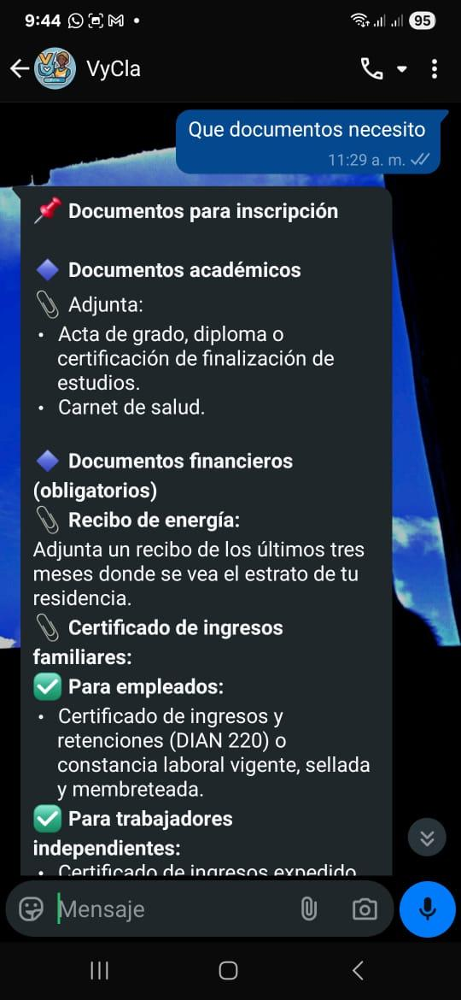 9:44
95
VyCla
Que documentos necesito
11:29 a. m.
📌 Documentos para inscripción
🔷 Documentos académicos
📎 Adjunta:
• Acta de grado, diploma o
certificación de finalización de
estudios.
• Carnet de salud.
🔷 Documentos financieros
(obligatorios)
📎 Recibo de energía:
Adjunta un recibo de los últimos tres
meses donde se vea el estrato de tu
residencia.
📎 Certificado de ingresos
familiares:
✅ Para empleados:
• Certificado de ingresos y
retenciones (DIAN 220) o
constancia laboral vigente, sellada
y membreteada.
✅ Para trabajadores
independientes:
• Certificado de ingresos expedido
Mensaje